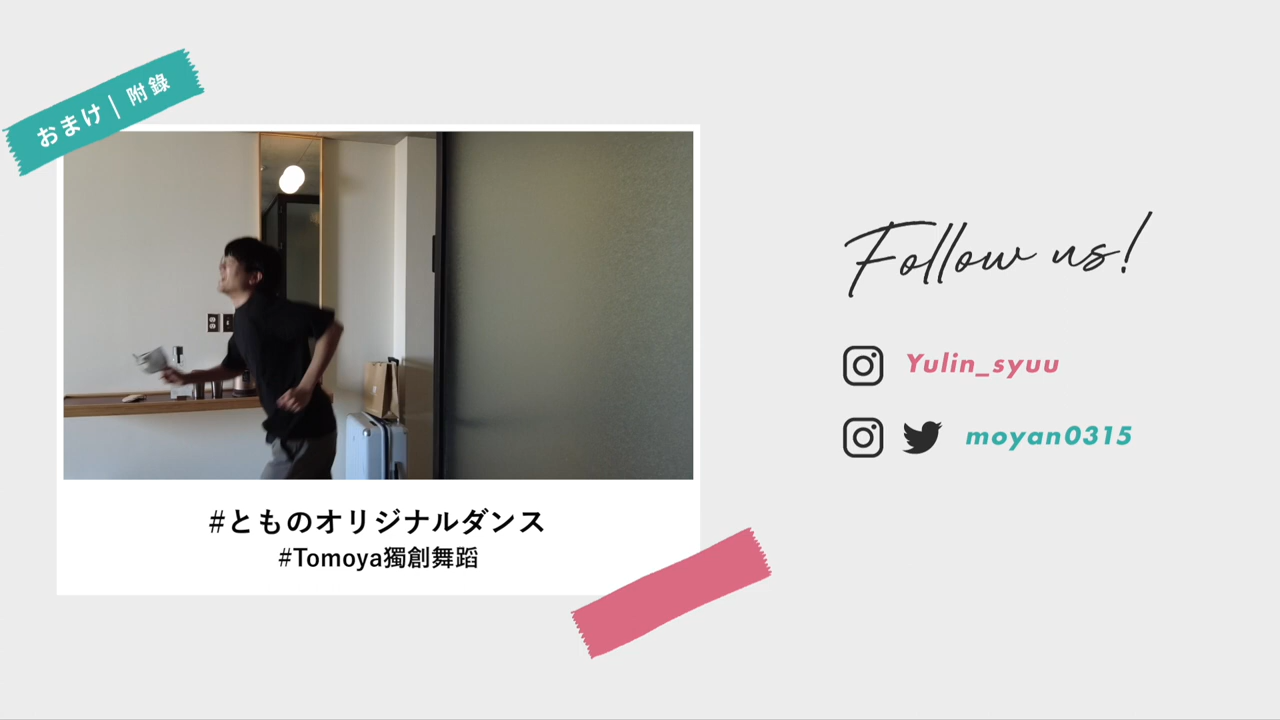 おまけ | 附錄
#とものオリジナルダンス
#Tomoya獨創舞蹈
Follow us!
Yulin_syuu
moyan0315